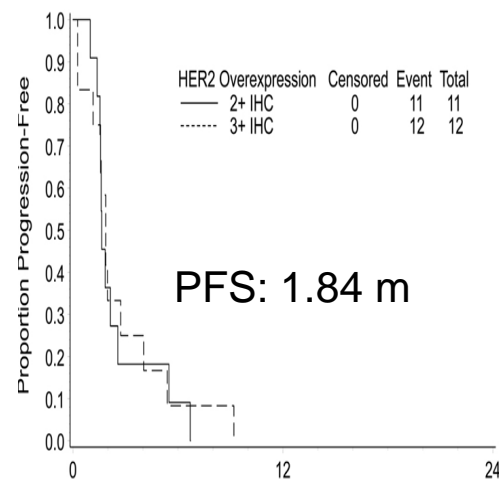 1.0
0.9
0.8
0.7
0.6
0.5
0.4
0.3
0.2
0.1
0.0
Proportion Progression-Free
HER2 Overexpression Censored Event Total
2+ IHC 0 11 11
3+ IHC 0 12 12
PFS: 1.84 m
0 12 24